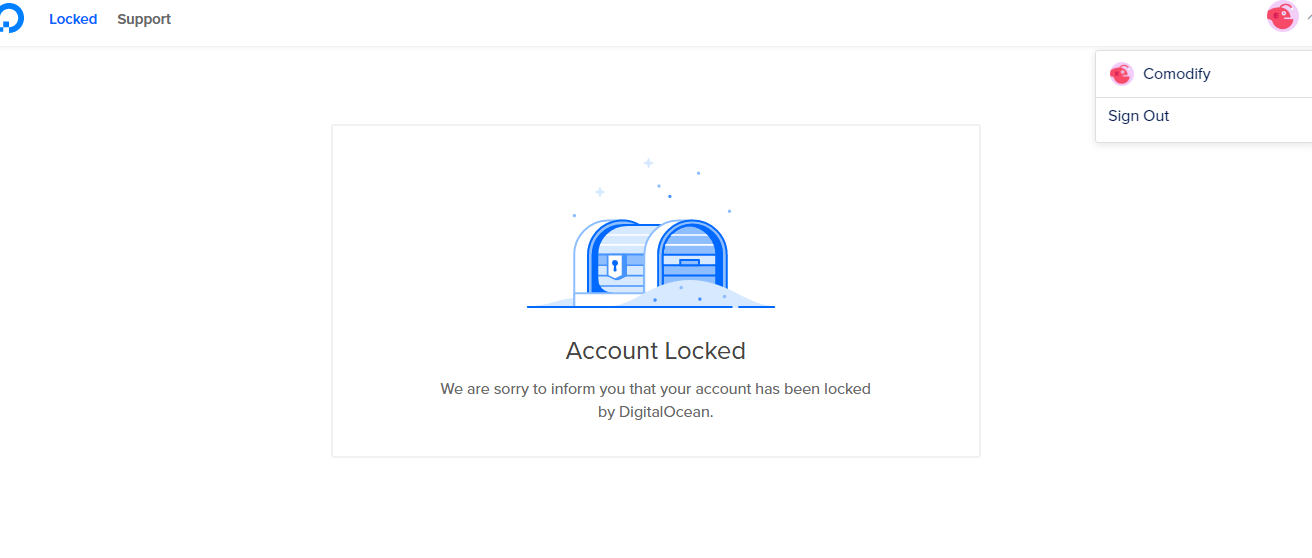 Locked Support
Comodify
Sign Out
Account Locked
We are sorry to inform you that your account has been locked
by DigitalOcean.